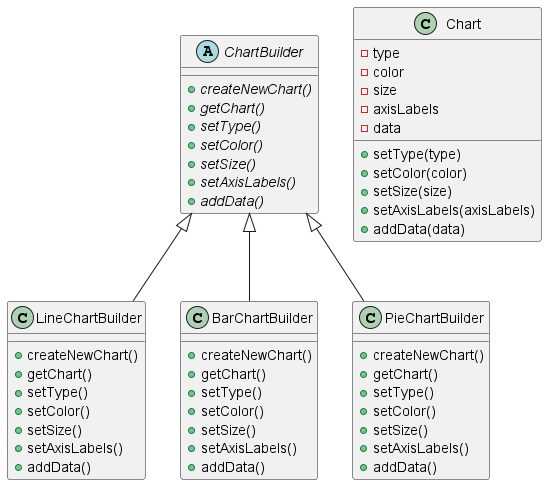 A ChartBuilder
createNewChart()
getChart()
setType()
setColor()
setSize()
setAxisLabels()
addData()
C Chart
type
color
size
axisLabels
data
setType(type)
setColor(color)
setSize(size)
setAxisLabels(axisLabels)
addData(data)
C LineChartBuilder
createNewChart()
getChart()
setType()
setColor()
setSize()
setAxisLabels()
addData()
C BarChartBuilder
createNewChart()
getChart()
setType()
setColor()
setSize()
setAxisLabels()
addData()
C PieChartBuilder
createNewChart()
getChart()
setType()
setColor()
setSize()
setAxisLabels()
addData()